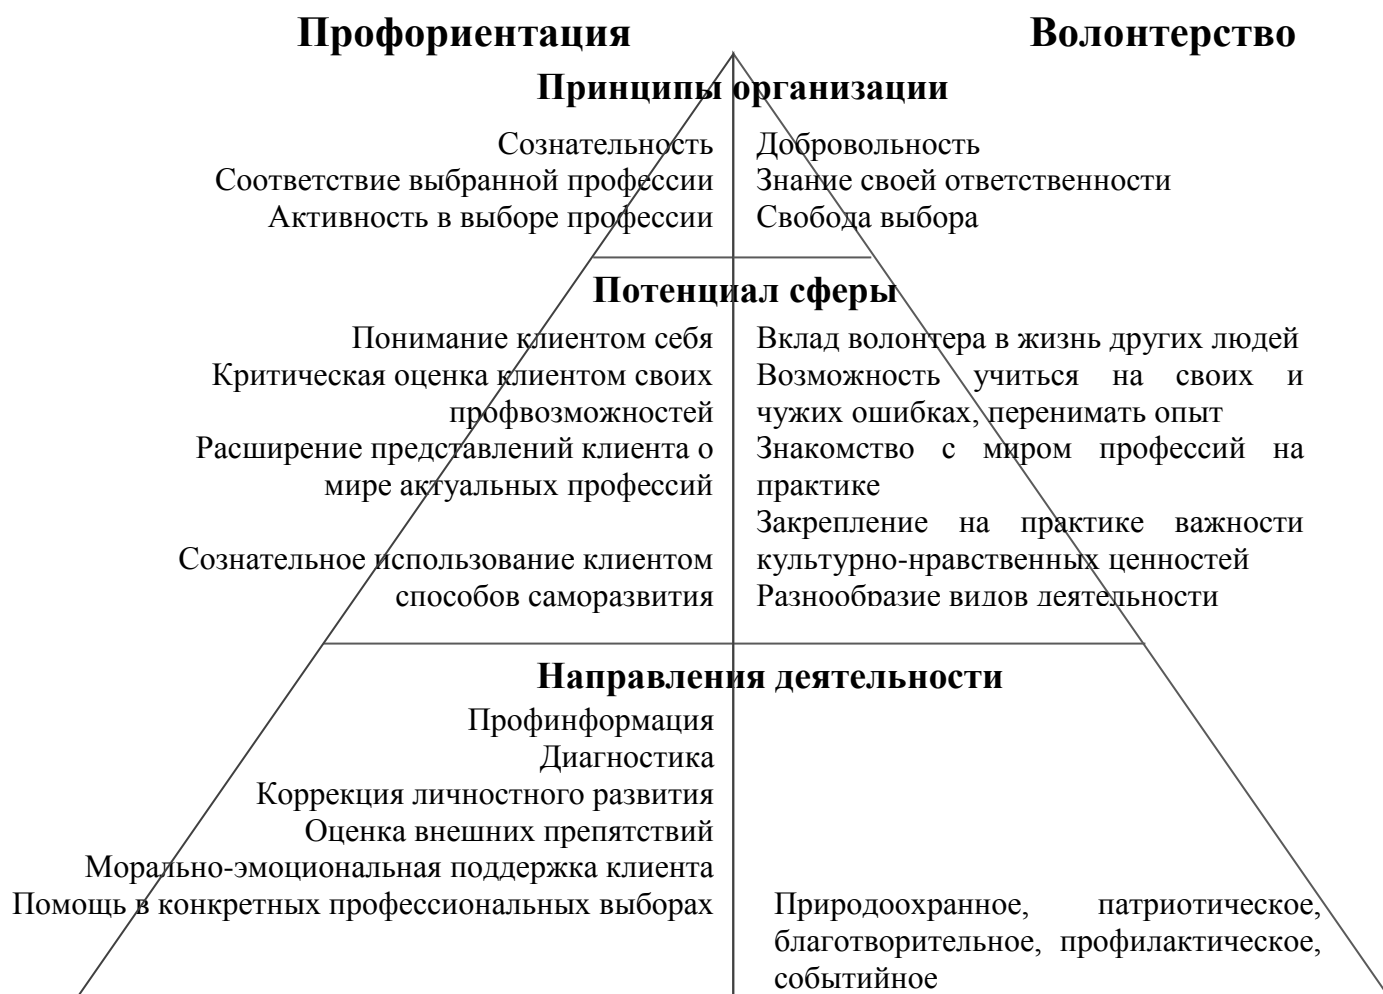 Профориентация
Волонтерство
Принципы организации
Сознательность
Соответствие выбранной профессии
Активность в выборе профессии
Добровольность
Знание своей ответственности
Свобода выбора
Потенциал сферы
Понимание клиентом себя
Критическая оценка клиентом своих
профвозможностей
Расширение представлений клиента о
мире актуальных профессий
Сознательное использование клиентом
способов саморазвития
Вклад волонтера в жизнь других людей
Возможность учиться на своих и
чужих ошибках, перенимать опыт
Знакомство с миром профессий на
практике
Закрепление на практике важности
культурно-нравственных ценностей
Разнообразие видов деятельности
Направления деятельности
Профинформация
Диагностика
Коррекция личностного развития
Оценка внешних препятствий
Морально-эмоциональная поддержка клиента
Помощь в конкретных профессиональных выборах
Природоохранное, патриотическое,
благотворительное, профилактическое,
событийное